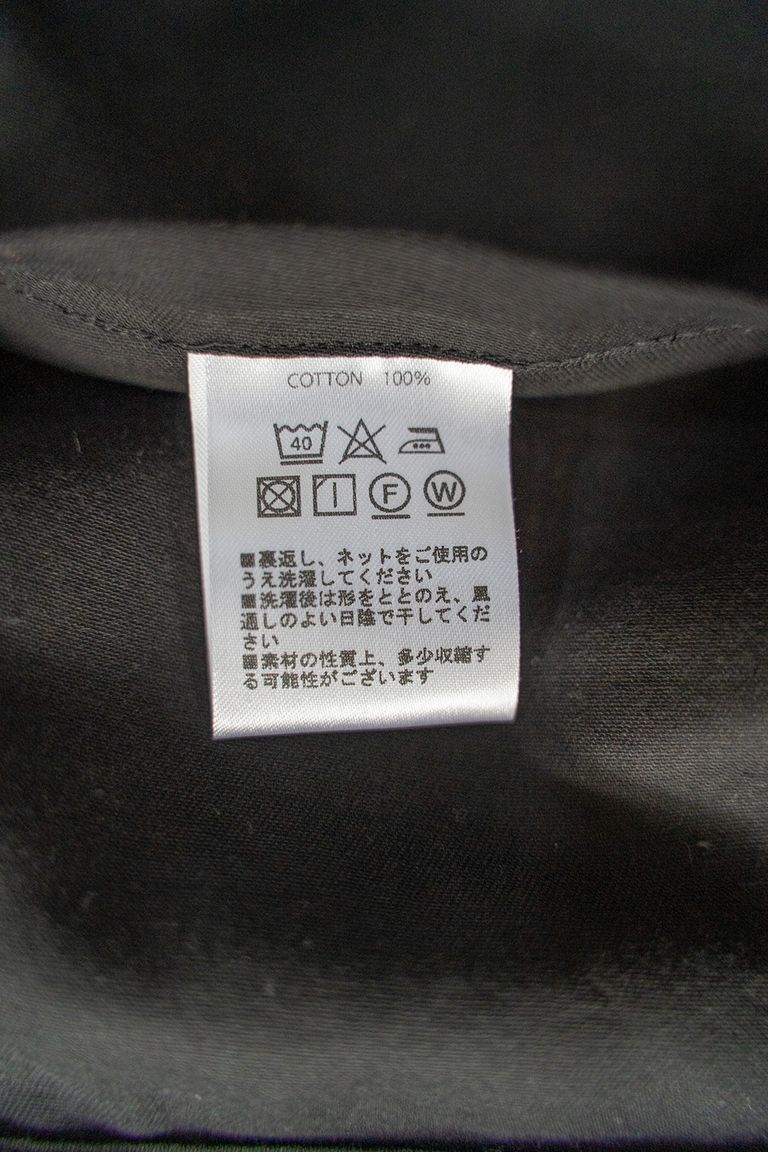 COTTON 100%
40
F W
■裏返し、ネットをご使用の
うえ洗濯してください
■洗濯後は形をととのえ、風
通しのよい日陰で干してくだ
さい
■素材の性質上、多少収縮す
る可能性がございます